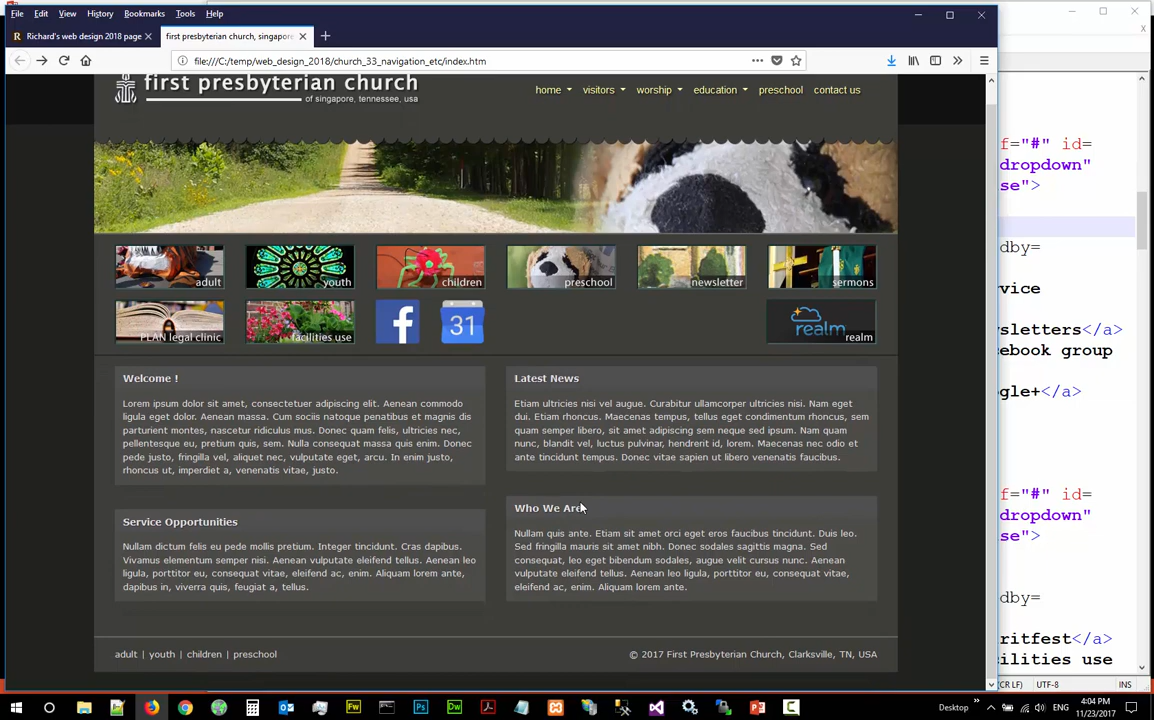 File Edit View History Bookmarks Tools Help
Richard's web design 2018 page
first presbyterian church, singapore
file:///C:/temp/web_design_2018/church_33_navigation_etc/index.htm
first presbyterian church
of singapore, tennesee, usa
home visitors worship education preschool contact us
adult youth children preschool newsletter sermons
PLAN legal clinic facilities use f 31 realm realm
Welcome !
Lorem ipsum dolor sit amet, consectetuer adipiscing elit. Aenean commodo
ligula eget dolor. Aenean massa. Cum sociis natoque penatibus et magnis dis
parturient montes, nascetur ridiculus mus. Donec quam felis, ultricies nec,
pellentesque eu, pretium quis, sem. Nulla consequat massa quis enim. Donec
pede justo, fringilla vel, aliquet nec, vulputate eget, arcu. In enim justo,
rhoncus ut, imperdiet a, venenatis vitae, justo.
Service Opportunities
Nullam dictum felis eu pede mollis pretium. Integer tincidunt. Cras dapibus.
Vivamus elementum semper nisi. Aenean vulputate eleifend tellus. Aenean leo
ligula, porttitor eu, consequat vitae, eleifend ac, enim. Aliquam lorem ante,
dapibus in, viverra quis, feugiat a, tellus.
Latest News
Etiam ultricies nisi vel augue. Curabitur ullamcorper ultricies nisi. Nam eget
dui. Etiam rhoncus. Maecenas tempus, tellus eget condimentum rhoncus, sem
quam semper libero, sit amet adipiscing sem neque sed ipsum. Nam quam
nunc, blandit vel, luctus pulvinar, hendrerit id, lorem. Maecenas nec odio et
ante tincidunt tempus. Donec vitae sapien ut libero venenatis faucibus.
Who We Are
Nullam quis ante. Etiam sit amet orci eget eros faucibus tincidunt. Duis leo.
Sed fringilla mauris sit amet nibh. Donec sodales sagittis magna. Sed
consequat, leo eget bibendum sodales, augue velit cursus nunc. Aenean
vulputate eleifend tellus. Aenean leo ligula, porttitor eu, consequat vitae,
eleifend ac, enim. Aliquam lorem ante.
adult | youth | children | preschool
© 2017 First Presbyterian Church, Clarksville, TN, USA
f="#" id=
dropdown"
se">
dby=
vice
wsletters</a>
cebook group
ogle+</a>
f="#" id=
dropdown"
se">
dby=
ritfest</a>
cilities use
(CR LF) UTF-8 INS
Desktop ENG
4:04 PM
11/23/2017